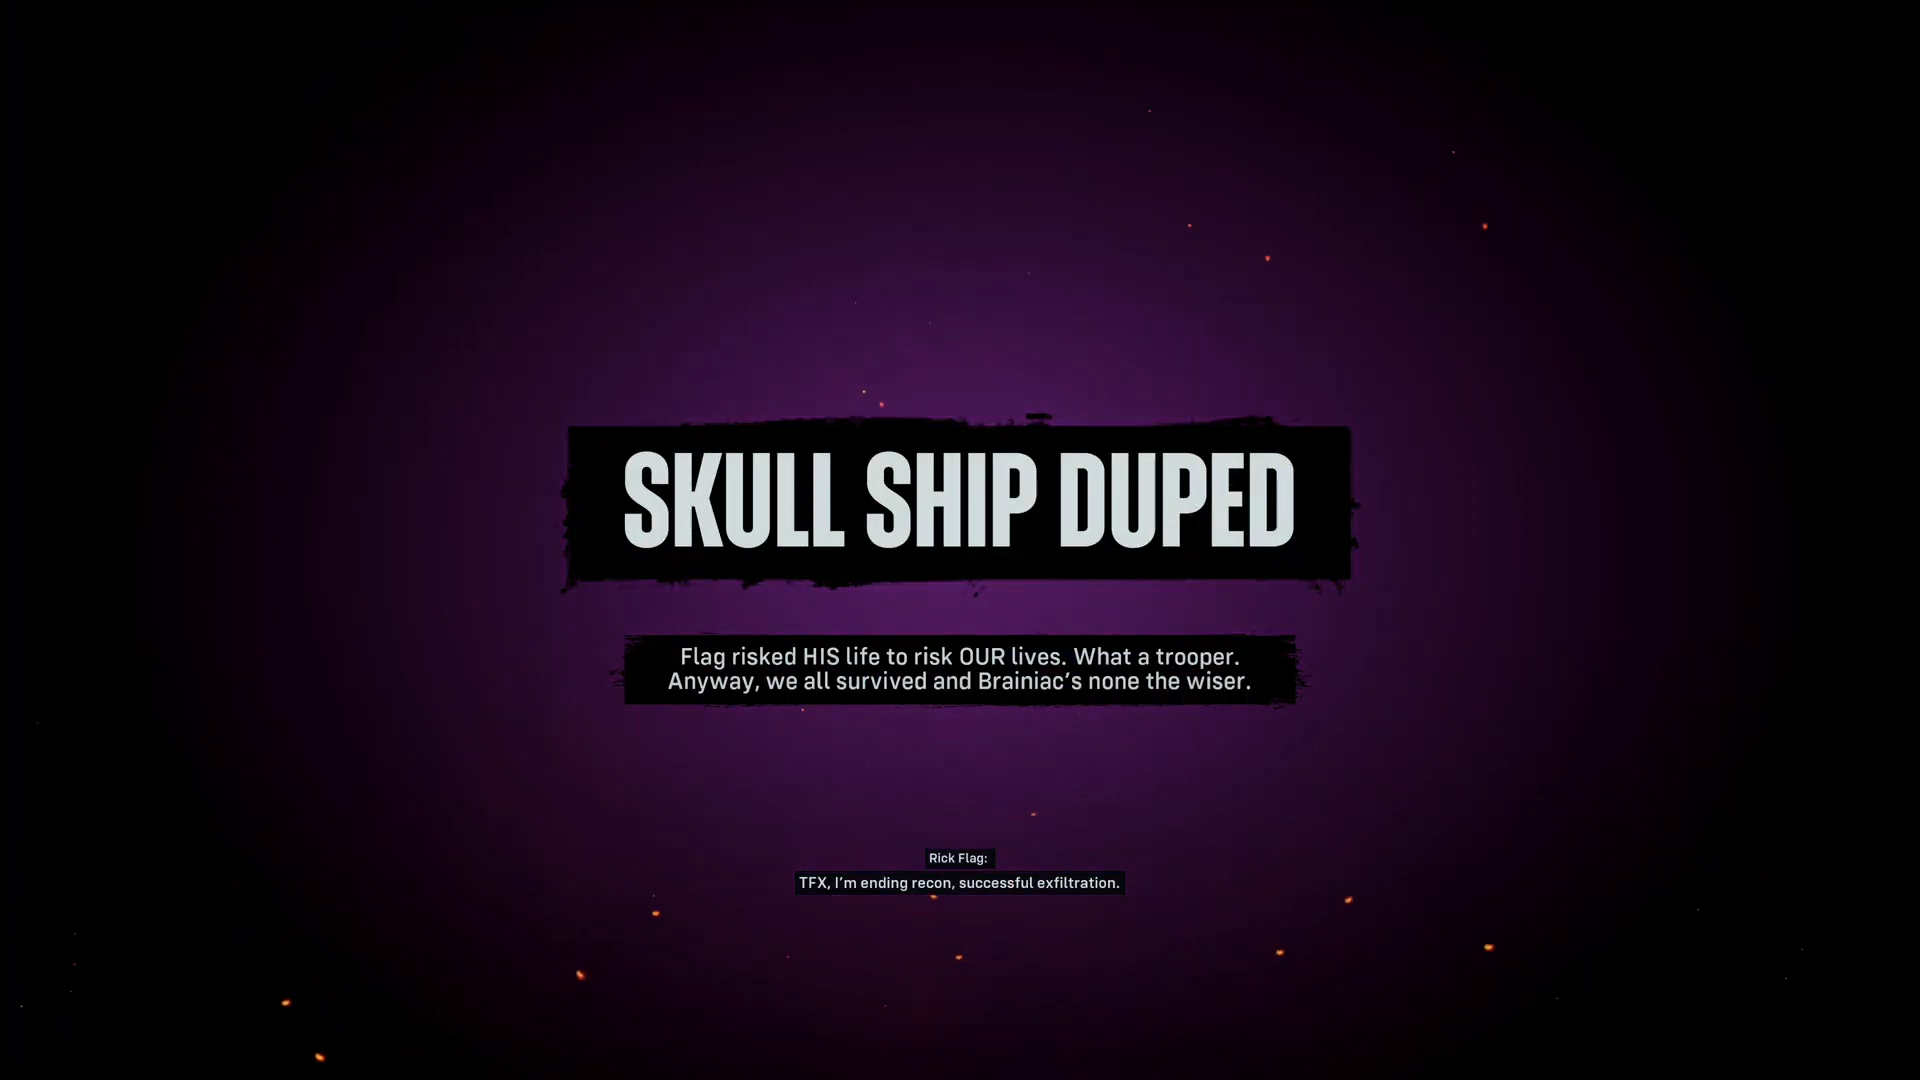 SKULL SHIP DUPED
Flag risked HIS life to risk OUR lives. What a trooper.
Anyway, we all survived and Brainiac's none the wiser.
Rick Flag:
TFX, I'm ending recon, successful exfiltration.